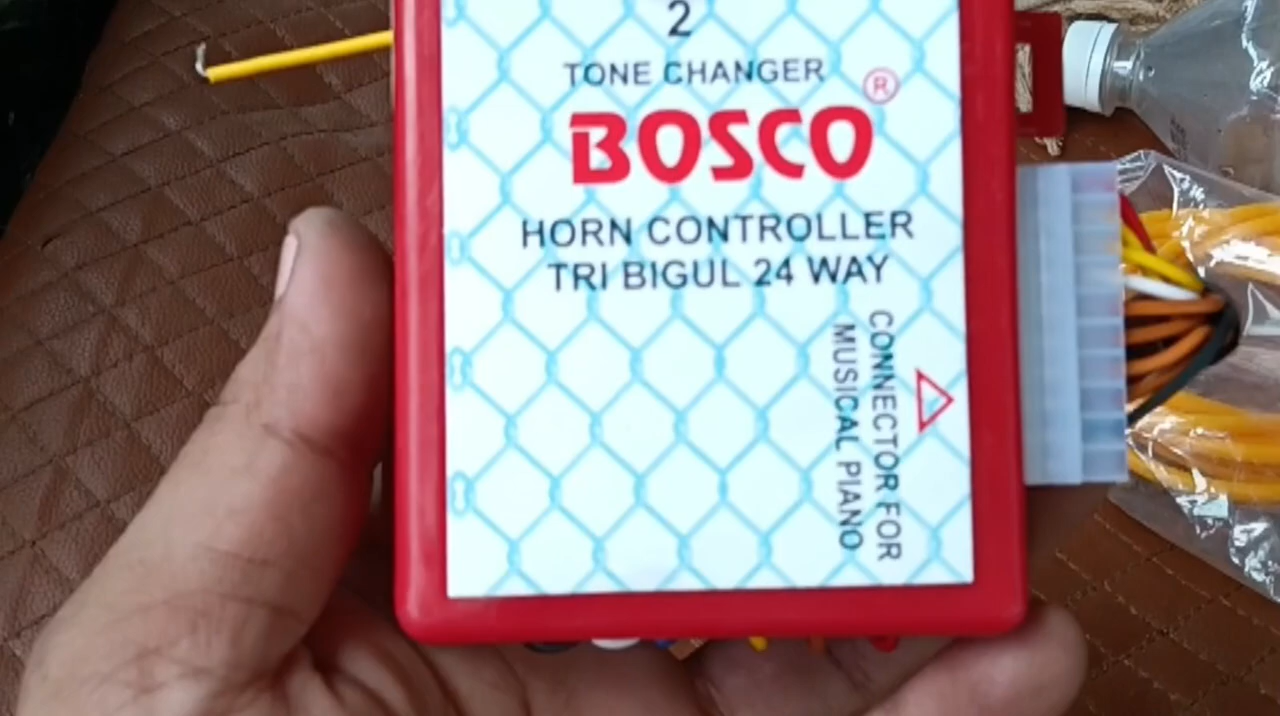 2
TONE CHANGER
BOSCO ®
HORN CONTROLLER
TRI BIGUL 24 WAY
CONNECTOR FOR
MUSICAL PIANO